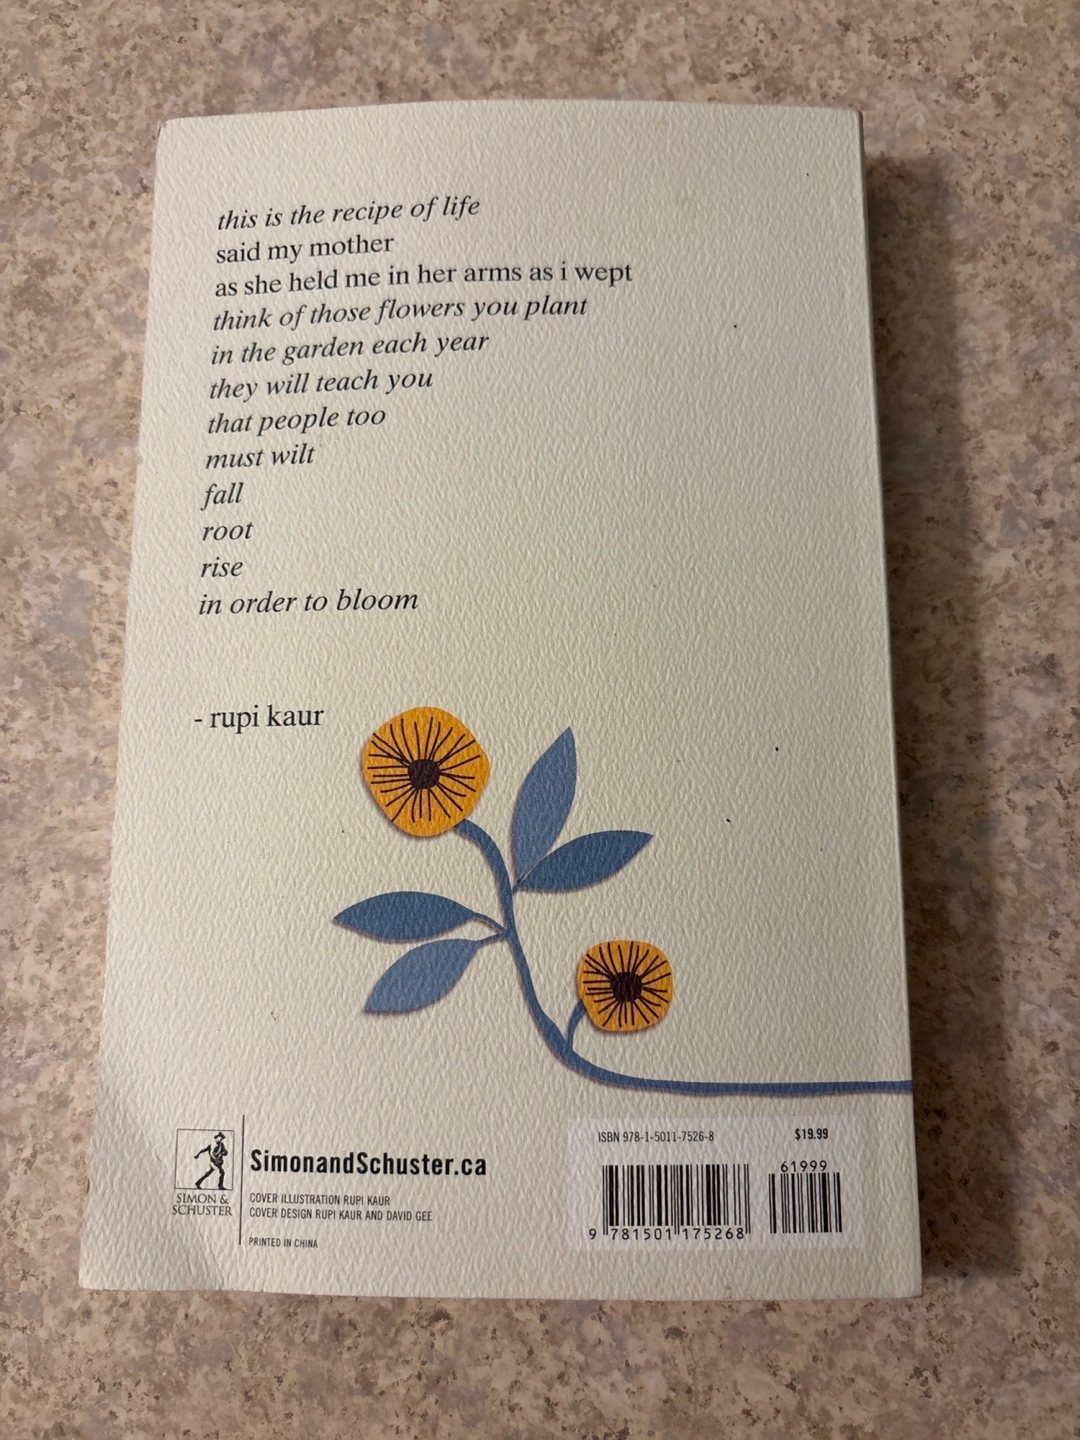 this is the recipe of life
said my mother
as she held me in her arms as i wept
think of those flowers you plant
in the garden each year
they will teach you
that people too
must wilt
fall
root
rise
in order to bloom
- rupi kaur
SIMON &
SCHUSTER
SimonandSchuster.ca
COVER ILLUSTRATION RUPI KAUR
COVER DESIGN RUPI KAUR AND DAVID GEE
PRINTED IN CHINA
ISBN 978-1-5011-7526-8 $19.99
61999
9 781501 175268